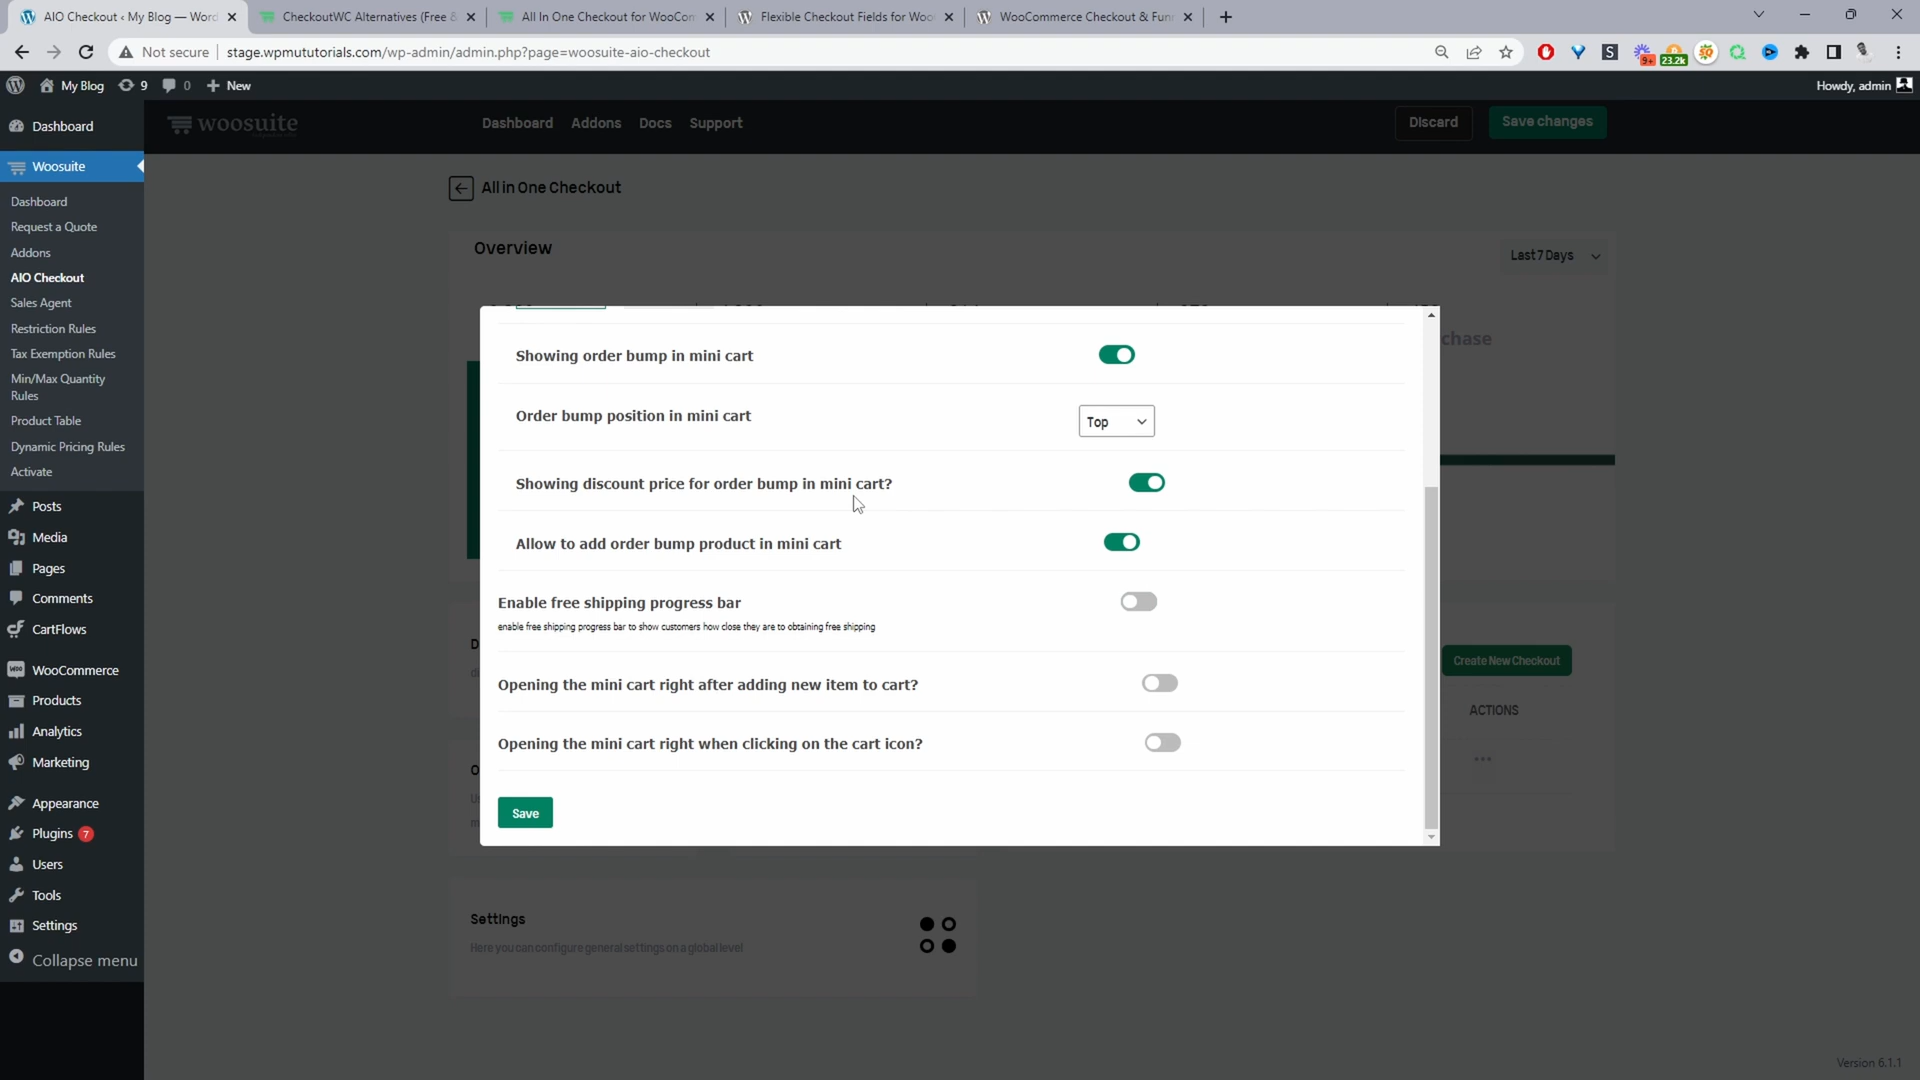 AIO Checkout ‹ My Blog — Word
CheckoutWC Alternatives (Free &
All In One Checkout for WooCom
Flexible Checkout Fields for Woo
WooCommerce Checkout & Fun
Not secure
stage.wpmututorials.com/wp-admin/admin.php?page=woosuite-aio-checkout
9+
23.2k
My Blog
9
0
New
Howdy, admin
Dashboard
Woosuite
Dashboard
Request a Quote
Addons
AIO Checkout
Sales Agent
Restriction Rules
Tax Exemption Rules
Min/Max Quantity
Rules
Product Table
Dynamic Pricing Rules
Activate
Posts
Media
Pages
Comments
CartFlows
WooCommerce
Products
Analytics
Marketing
Appearance
Plugins 7
Users
Tools
Settings
Collapse menu
woosuite
Dashboard
Addons
Docs
Support
Discard
Save changes
All in One Checkout
Overview
Last 7 Days
chase
Showing order bump in mini cart
Order bump position in mini cart
Top
Showing discount price for order bump in mini cart?
Allow to add order bump product in mini cart
Enable free shipping progress bar
enable free shipping progress bar to show customers how close they are to obtaining free shipping
Opening the mini cart right after adding new item to cart?
Opening the mini cart right when clicking on the cart icon?
Save
Create New Checkout
ACTIONS
Settings
Here you can configure general settings on a global level
Version 6.1.1